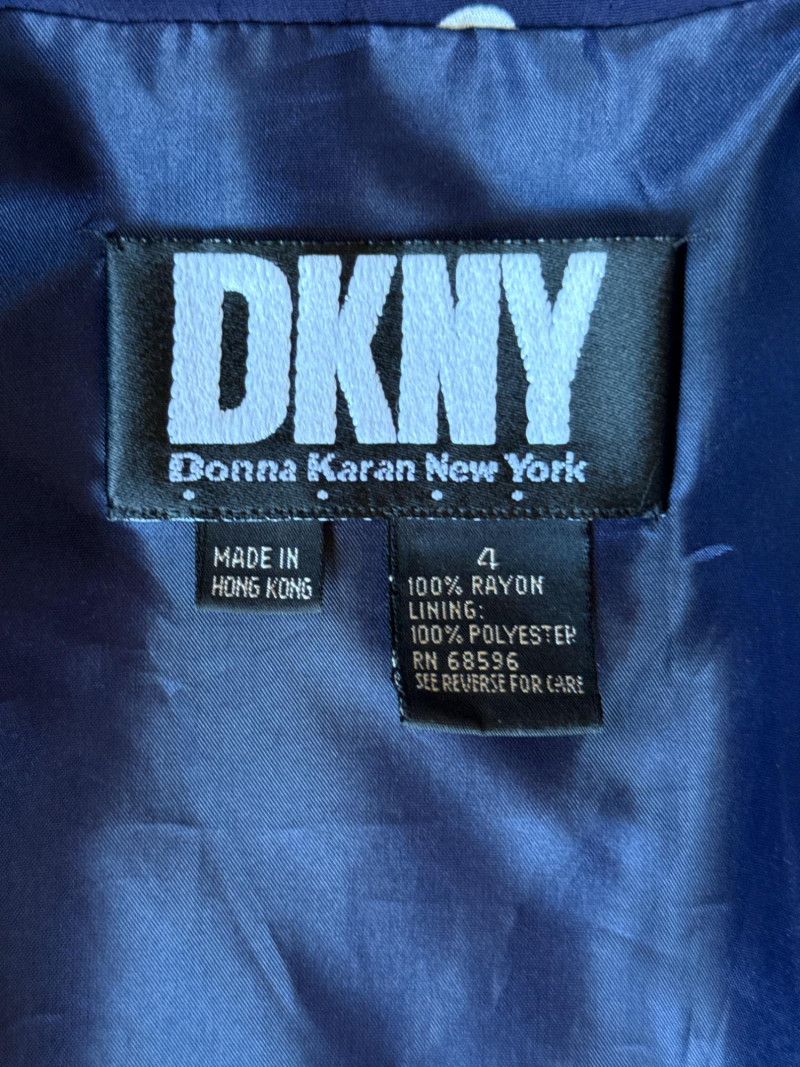 DKNY
Donna Karan New York
MADE IN
HONG KONG
4
100% RAYON
LINING:
100% POLYESTER
RN 68596
SEE REVERSE FOR CARE